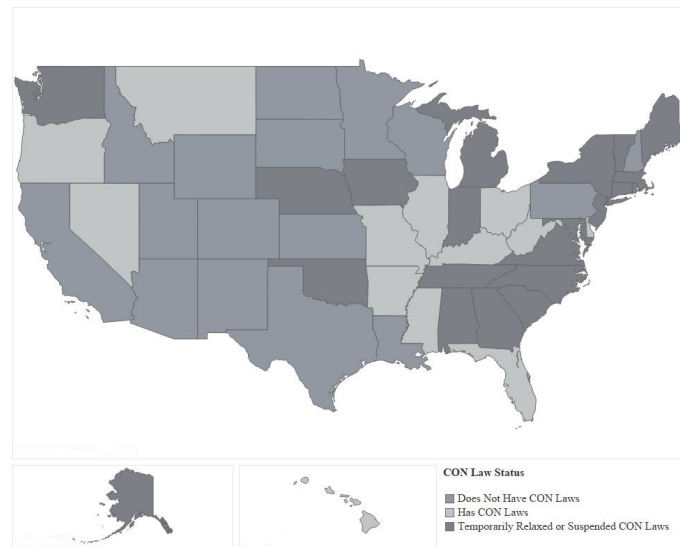 CON Law Status
Does Not Have CON Laws
Has CON Laws
Temporarily Relaxed or Suspended CON Laws